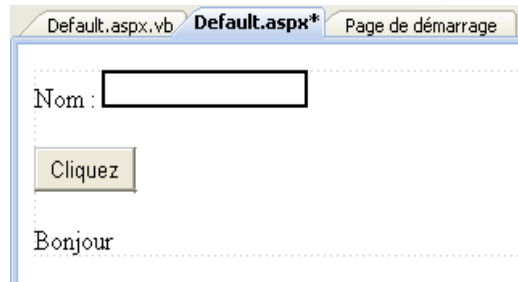 Default.aspx.vb Default.aspx* Page de démarrage
Nom :
Cliquez
Bonjour